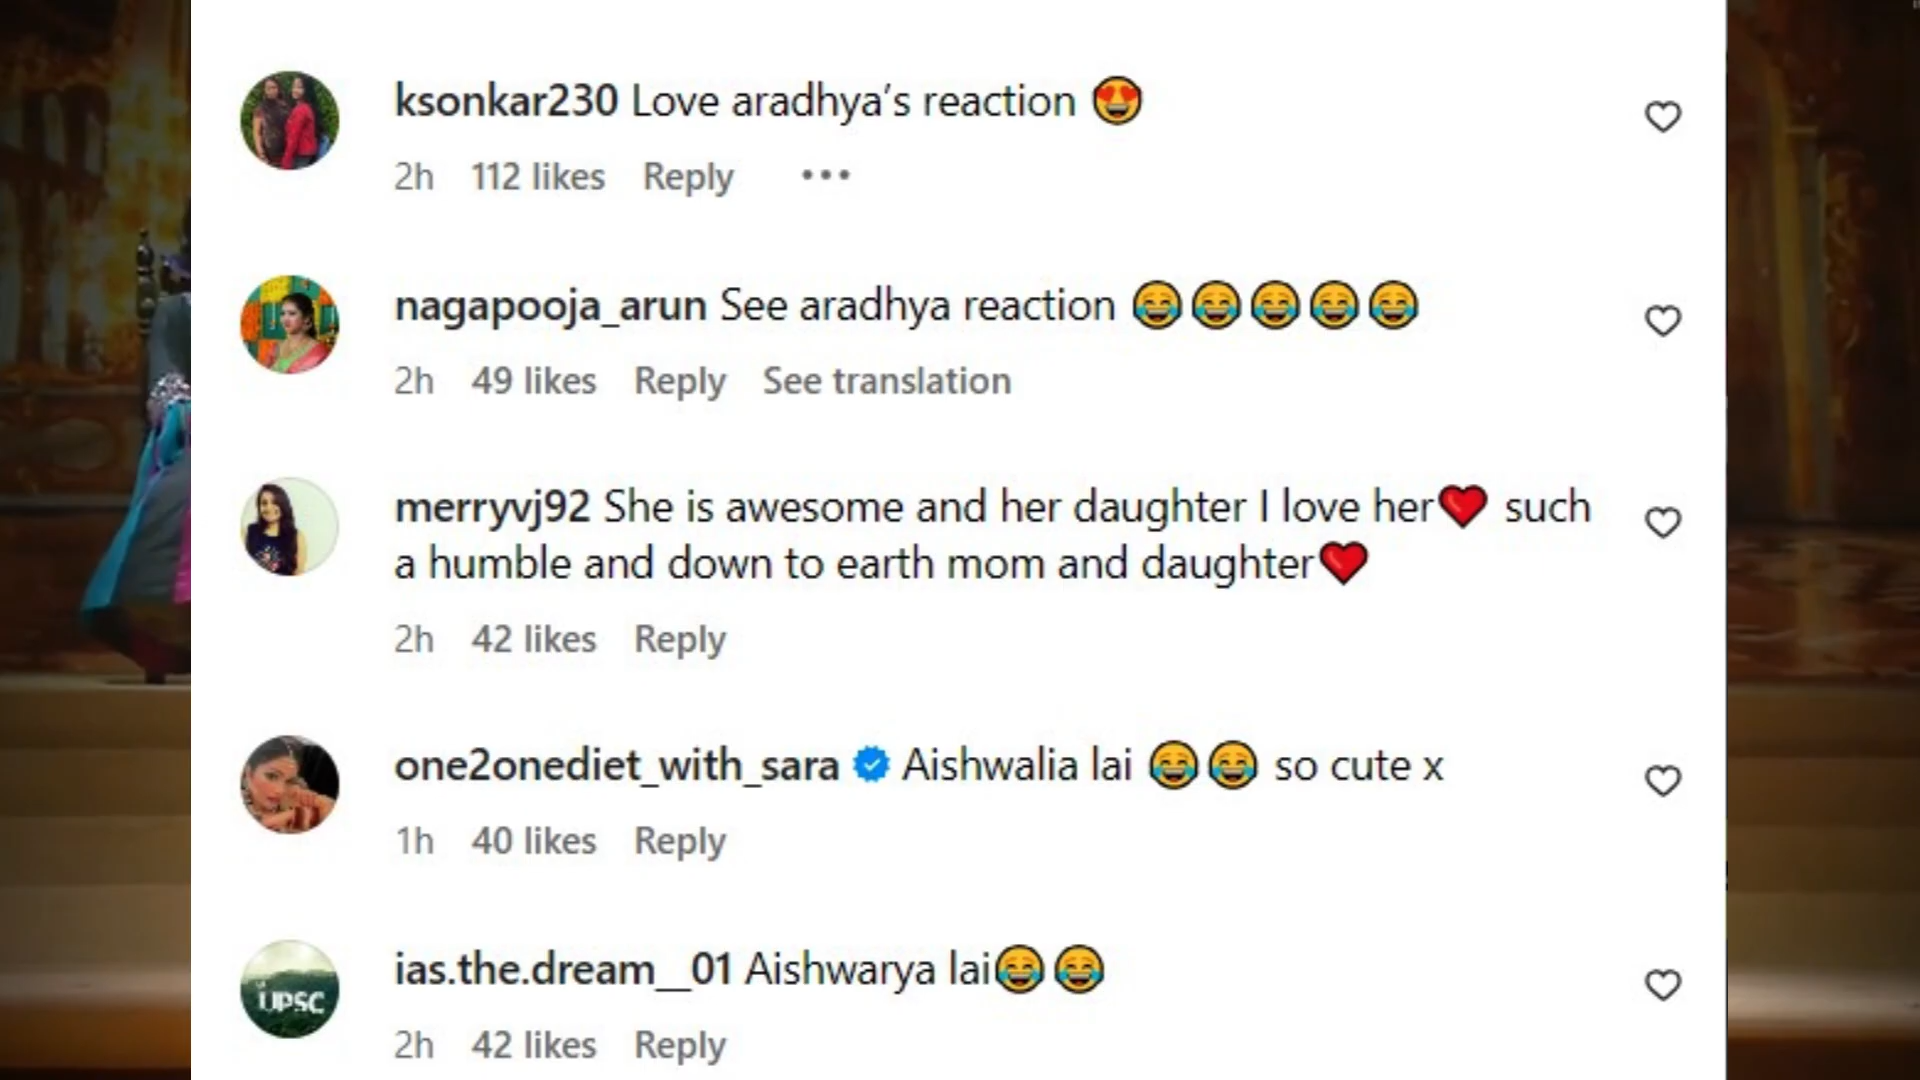 ksonkar230 Love aradhya's reaction 😍
2h 112 likes Reply •••
nagapooja_arun See aradhya reaction 😂😂😂😂😂
2h 49 likes Reply See translation
merryvj92 She is awesome and her daughter I love her❤️ such
a humble and down to earth mom and daughter❤️
2h 42 likes Reply
one2onediet_with_sara Aishwalia lai 😂😂 so cute x
1h 40 likes Reply
ias.the.dream__01 Aishwarya lai😂😂
UPSC
2h 42 likes Reply